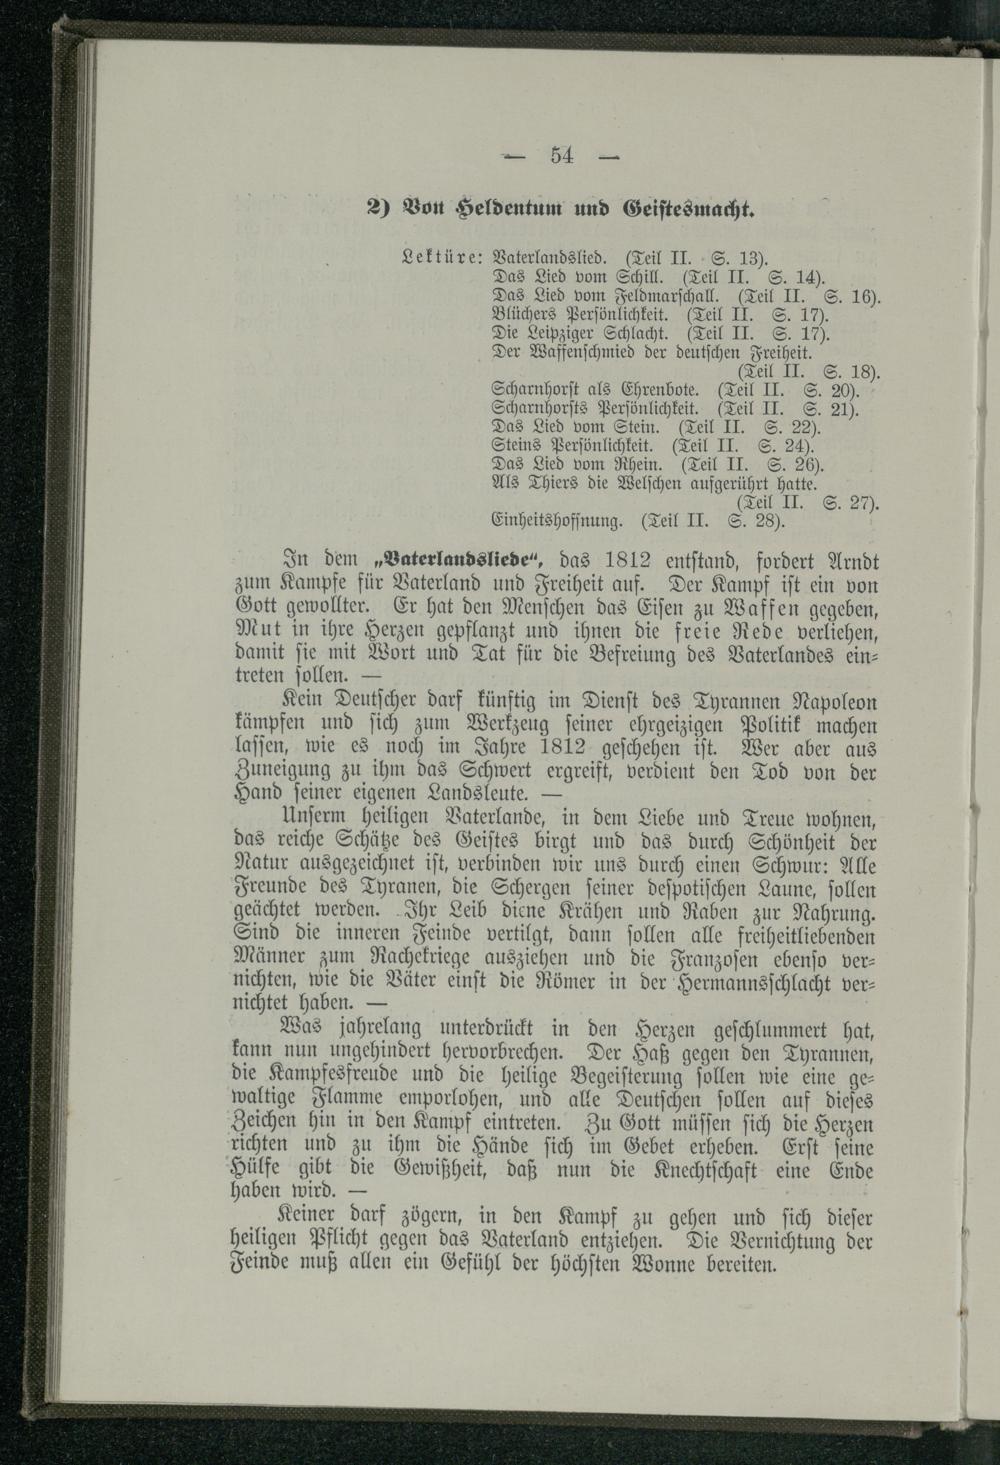 — 54 —
2) Von Heldentum und Geistesmacht.
Lektüre: Vaterlandslied. (Teil II. S. 13).
Das Lied vom Schill. (Teil II. S. 14).
Das Lied vom Feldmarschall. (Teil II. S. 16).
Blüchers Persönlichkeit. (Teil II. S. 17).
Die Leipziger Schlacht. (Teil II. S. 17).
Der Waffenschmied der deutschen Freiheit.
(Teil II. S. 18).
Scharnhorst als Ehrenbote. (Teil II. S. 20).
Scharnhorsts Persönlichkeit. (Teil II. S. 21).
Das Lied vom Stein. (Teil II. S. 22).
Steins Persönlichkeit. (Teil II. S. 24).
Das Lied vom Rhein. (Teil II. S. 26).
Als Thiers die Welschen aufgerührt hatte.
(Teil II. S. 27).
Einheitshoffnung. (Teil II. S. 28).
In dem „Vaterlandsliede“, das 1812 entstand, fordert Arndt
zum Kampfe für Vaterland und Freiheit auf. Der Kampf ist ein von
Gott gewollter. Er hat den Menschen das Eisen zu Waffen gegeben,
Mut in ihre Herzen gepflanzt und ihnen die freie Rede verliehen,
damit sie mit Wort und Tat für die Befreiung des Vaterlandes ein-
treten sollen. —
Kein Deutscher darf künftig im Dienst des Tyrannen Napoleon
kämpfen und sich zum Werkzeug seiner ehrgeizigen Politik machen
lassen, wie es noch im Jahre 1812 geschehen ist. Wer aber aus
Zuneigung zu ihm das Schwert ergreift, verdient den Tod von der
Hand seiner eigenen Landsleute. —
Unserm heiligen Vaterlande, in dem Liebe und Treue wohnen,
das reiche Schätze des Geistes birgt und das durch Schönheit der
Natur ausgezeichnet ist, verbinden wir uns durch einen Schwur: Alle
Freunde des Tyranen, die Schergen seiner despotischen Laune, sollen
geächtet werden. Ihr Leib diene Krähen und Raben zur Nahrung.
Sind die inneren Feinde vertilgt, dann sollen alle freiheitliebenden
Männer zum Rachekriege ausziehen und die Franzosen ebenso ver-
nichten, wie die Väter einst die Römer in der Hermannsschlacht ver-
nichtet haben. —
Was jahrelang unterdrückt in den Herzen geschlummert hat,
kann nun ungehindert hervorbrechen. Der Haß gegen den Tyrannen,
die Kampfesfreude und die heilige Begeisterung sollen wie eine ge-
waltige Flamme emporlohen, und alle Deutschen sollen auf dieses
Zeichen hin in den Kampf eintreten. Zu Gott müssen sich die Herzen
richten und zu ihm die Hände sich im Gebet erheben. Erst seine
Hülfe gibt die Gewißheit, daß nun die Knechtschaft eine Ende
haben wird. —
Keiner darf zögern, in den Kampf zu gehen und sich dieser
heiligen Pflicht gegen das Vaterland entziehen. Die Vernichtung der
Feinde muß allen ein Gefühl der höchsten Wonne bereiten.